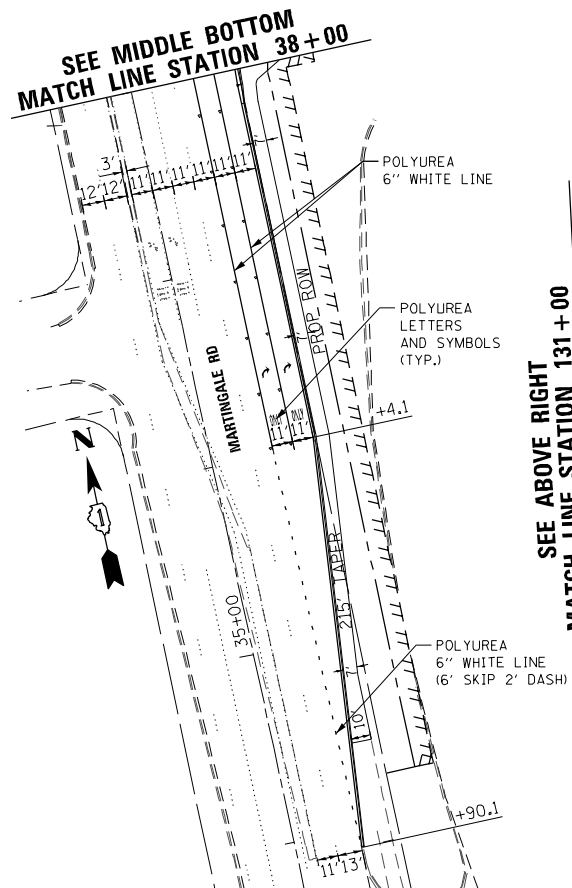 SEE MIDDLE BOTTOM
MATCH LINE STATION 38+00
7'
3'
12' 12' 11' 11' 11' 11' 11' 11'
POLYUREA
6" WHITE LINE
PROP. ROW
7'
POLYUREA
LETTERS
AND SYMBOLS
(TYP.)
MARTINGALE RD
ONLY ONLY
11' 11'
+4.1
SEE ABOVE RIGHT
MATCH LINE STATION 131+00
N
215' TAPER
35+00
7'
POLYUREA
6" WHITE LINE
(6' SKIP 2' DASH)
10'
+90.1
11' 13'